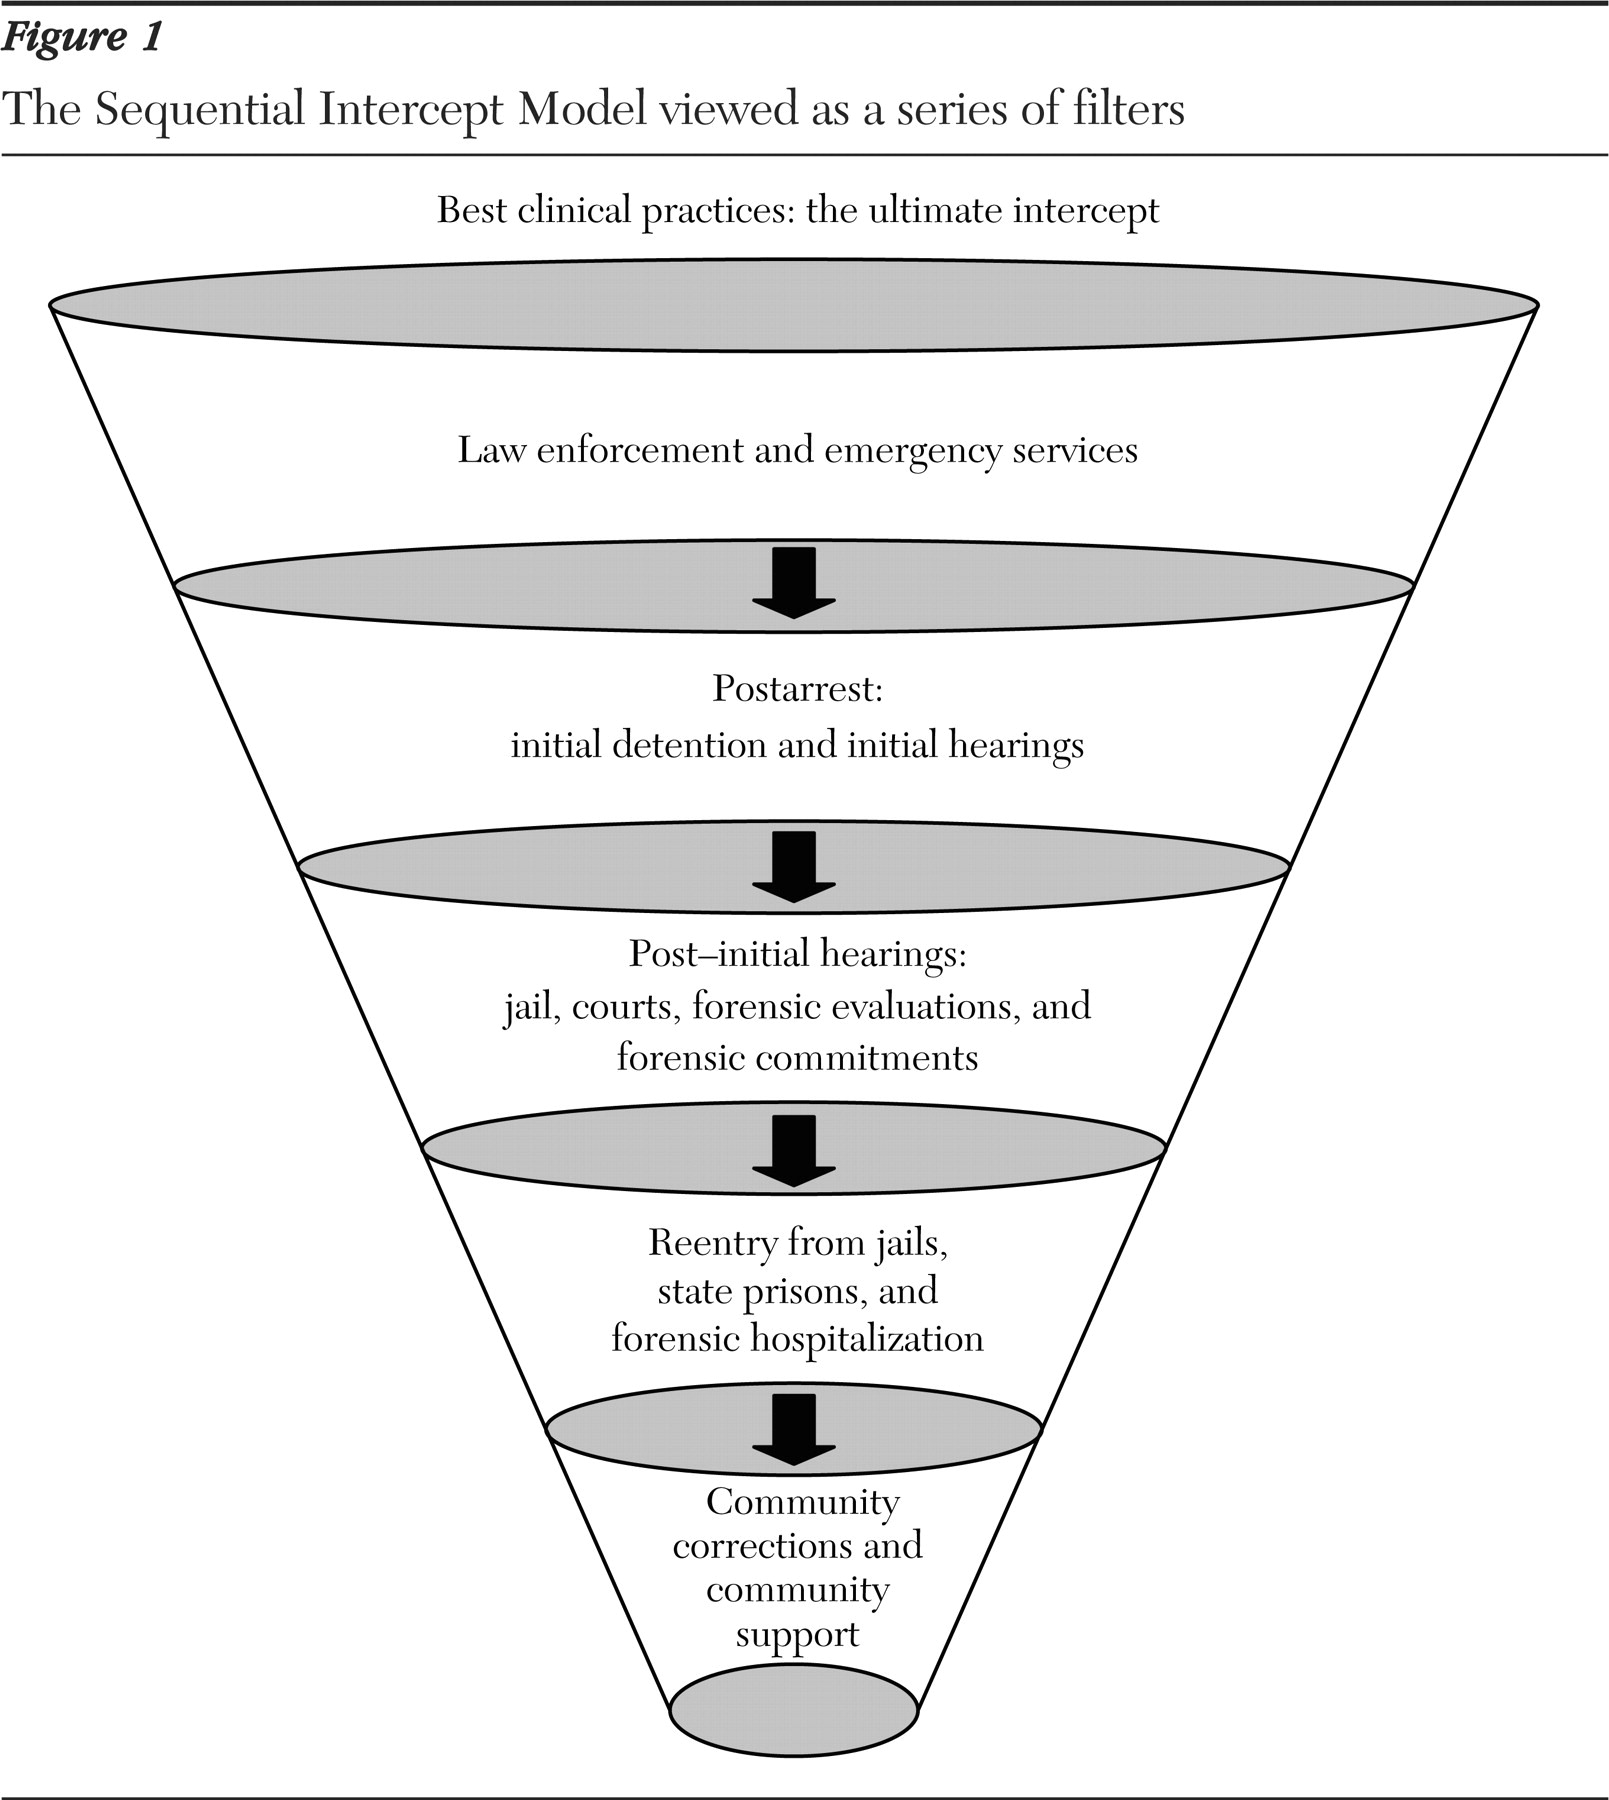 Figure 1
The Sequential Intercept Model viewed as a series of filters
Best clinical practices: the ultimate intercept
Law enforcement and emergency services
Postarrest:
initial detention and initial hearings
Post–initial hearings:
jail, courts, forensic evaluations, and
forensic commitments
Reentry from jails,
state prisons, and
forensic hospitalization
Community
corrections and
community
support